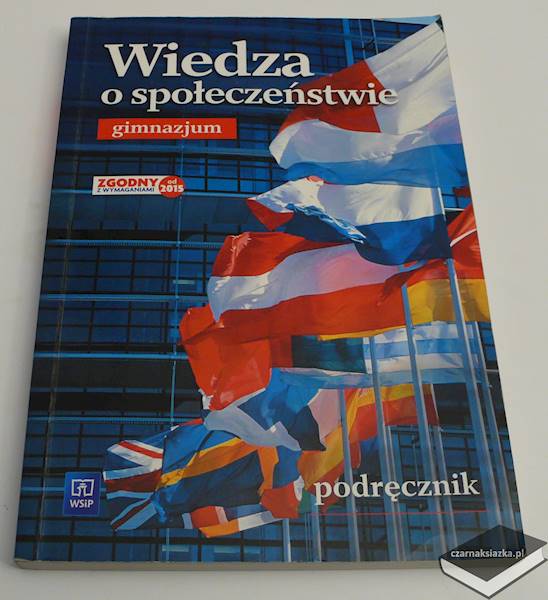 Wiedza
o społeczeństwie
gimnazjum
ZGODNY od
Z WYMAGANIAMI 2015
WSiP
podręcznik
czarnaksiazka.pl